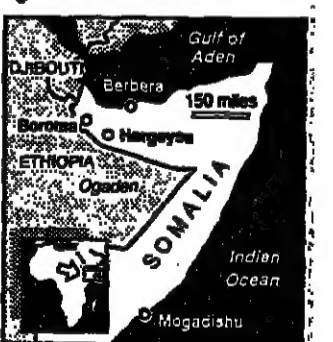 Gulf of
Aden
DJIBOUTI
Berbera
150 miles
Borama
Hargeysa
ETHIOPIA
Ogaden
SOMALIA
Indian
Ocean
Mogadishu